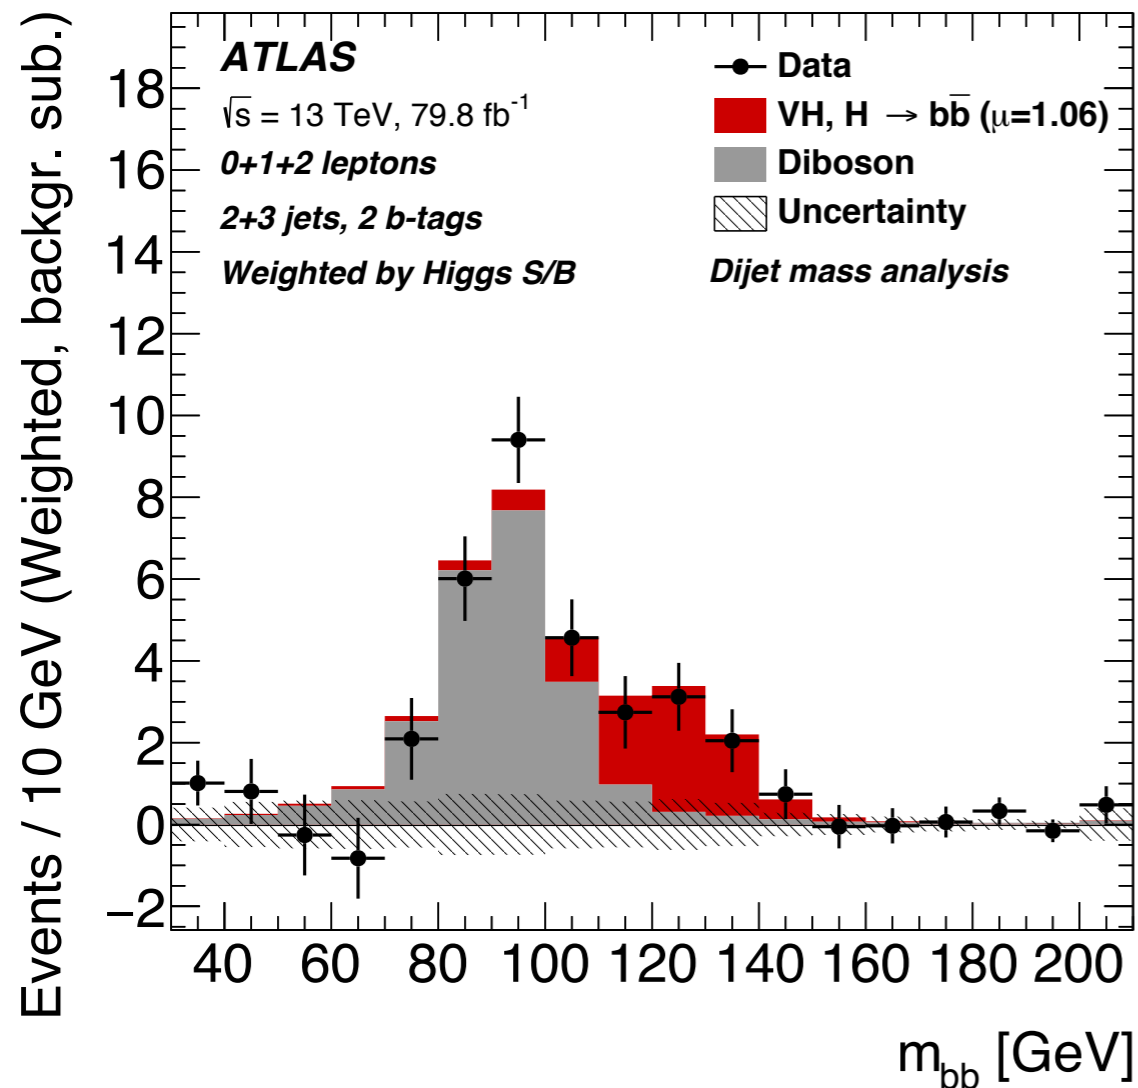 Events / 10 GeV (Weighted, backgr. sub.)
18
16
14
12
10
8
6
4
2
0
−2
ATLAS
√s = 13 TeV, 79.8 fb⁻¹
0+1+2 leptons
2+3 jets, 2 b-tags
Weighted by Higgs S/B
Data
VH, H → bb̅ (μ=1.06)
Diboson
Uncertainty
Dijet mass analysis
40 60 80 100 120 140 160 180 200
m_bb [GeV]